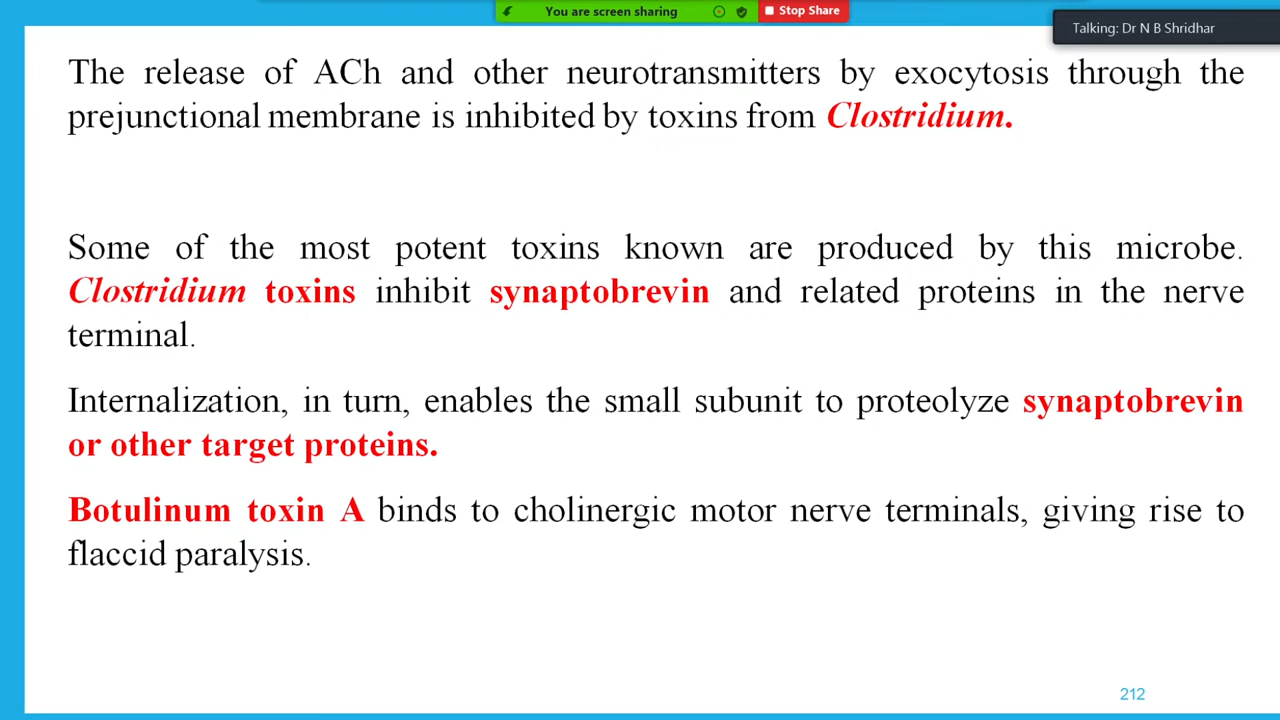 You are screen sharing
Stop Share
Talking: Dr N B Shridhar
The release of ACh and other neurotransmitters by exocytosis through the
prejunctional membrane is inhibited by toxins from Clostridium.
Some of the most potent toxins known are produced by this microbe.
Clostridium toxins inhibit synaptobrevin and related proteins in the nerve
terminal.
Internalization, in turn, enables the small subunit to proteolyze synaptobrevin
or other target proteins.
Botulinum toxin A binds to cholinergic motor nerve terminals, giving rise to
flaccid paralysis.
212